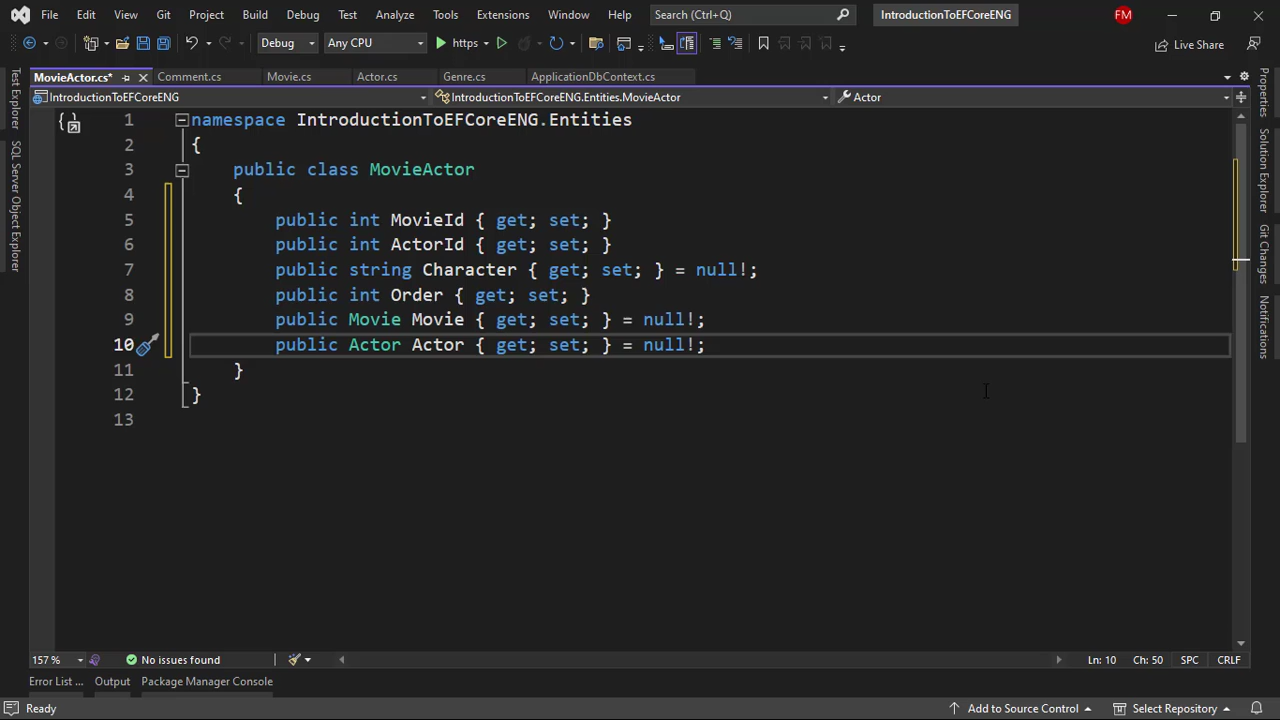 File Edit View Git Project Build Debug Test Analyze Tools Extensions Window Help Search (Ctrl+Q) IntroductionToEFCoreENG FM
Debug Any CPU https Live Share
MovieActor.cs* Comment.cs Movie.cs Actor.cs Genre.cs ApplicationDbContext.cs
IntroductionToEFCoreENG IntroductionToEFCoreENG.Entities.MovieActor Actor
1 namespace IntroductionToEFCoreENG.Entities
2 {
3 public class MovieActor
4 {
5 public int MovieId { get; set; }
6 public int ActorId { get; set; }
7 public string Character { get; set; } = null!;
8 public int Order { get; set; }
9 public Movie Movie { get; set; } = null!;
10 public Actor Actor { get; set; } = null!;
11 }
12 }
13
Test Explorer
SQL Server Object Explorer
Properties
Solution Explorer
Git Changes
Notifications
157 % No issues found Ln: 10 Ch: 50 SPC CRLF
Error List ... Output Package Manager Console
Ready Add to Source Control Select Repository